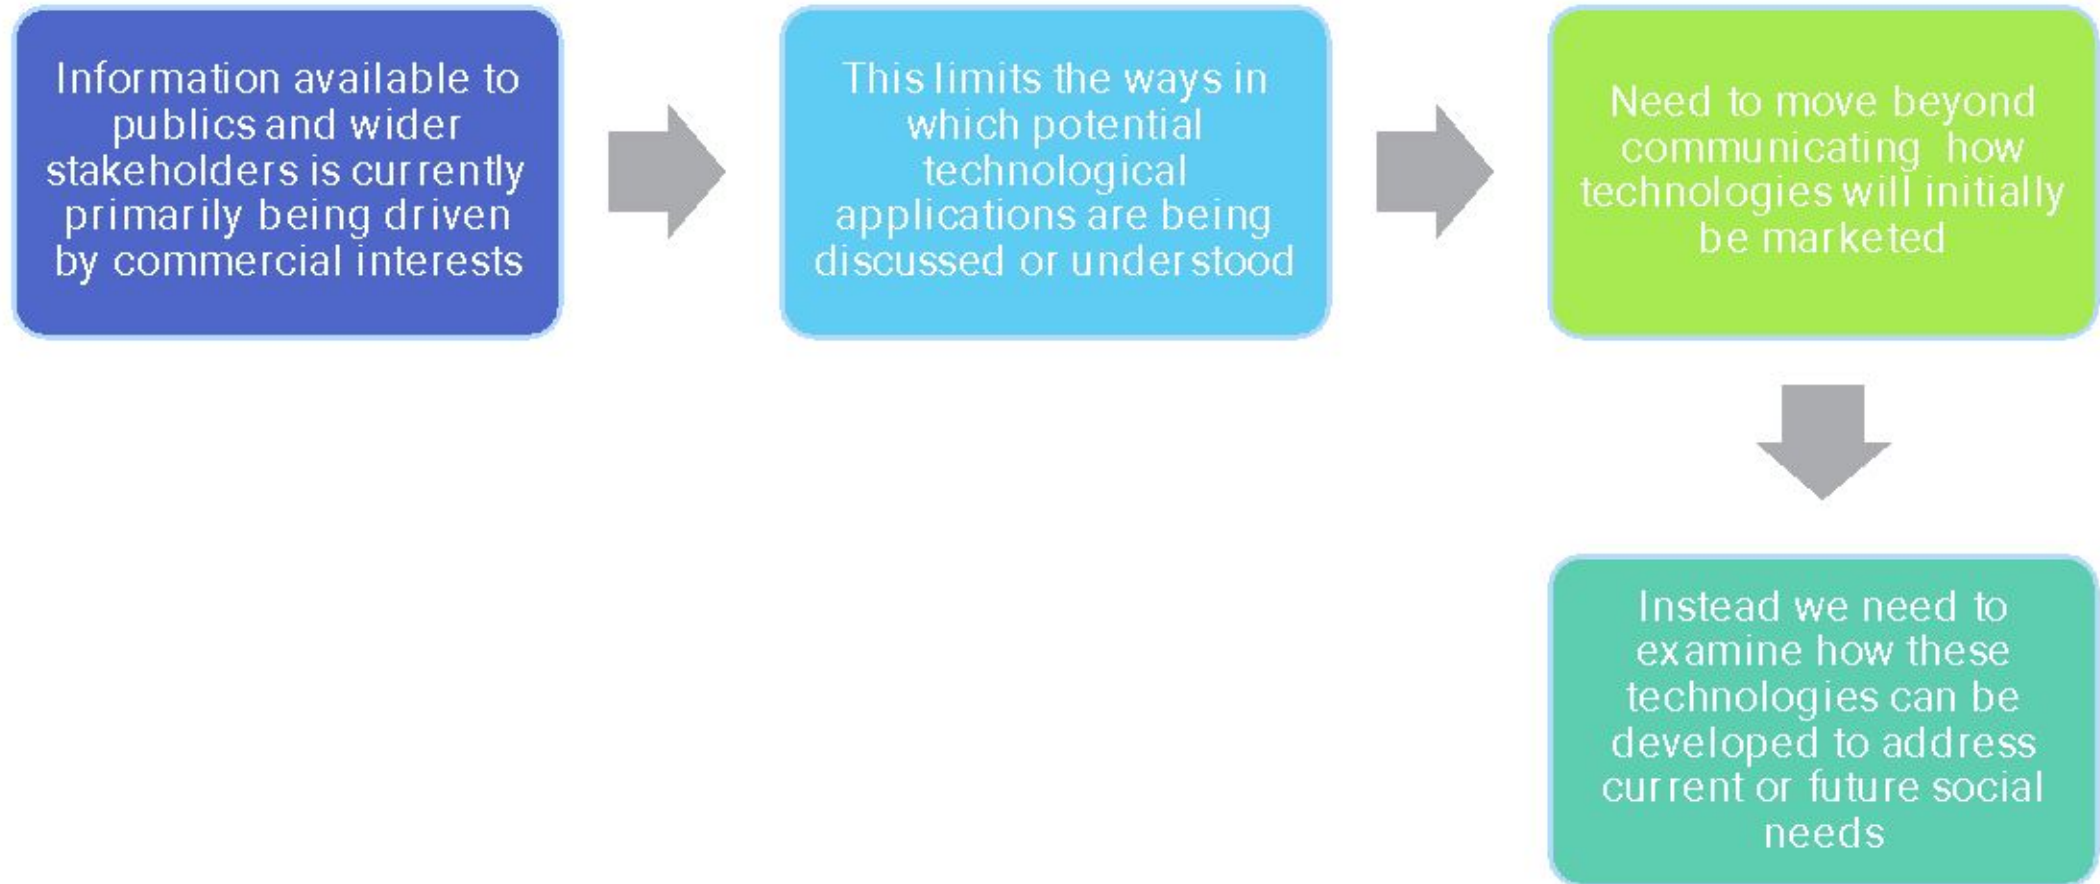 Information available to
publics and wider
stakeholders is currently
primarily being driven
by commercial interests
This limits the ways in
which potential
technological
applications are being
discussed or understood
Need to move beyond
communicating how
technologies will initially
be marketed
Instead we need to
examine how these
technologies can be
developed to address
current or future social
needs